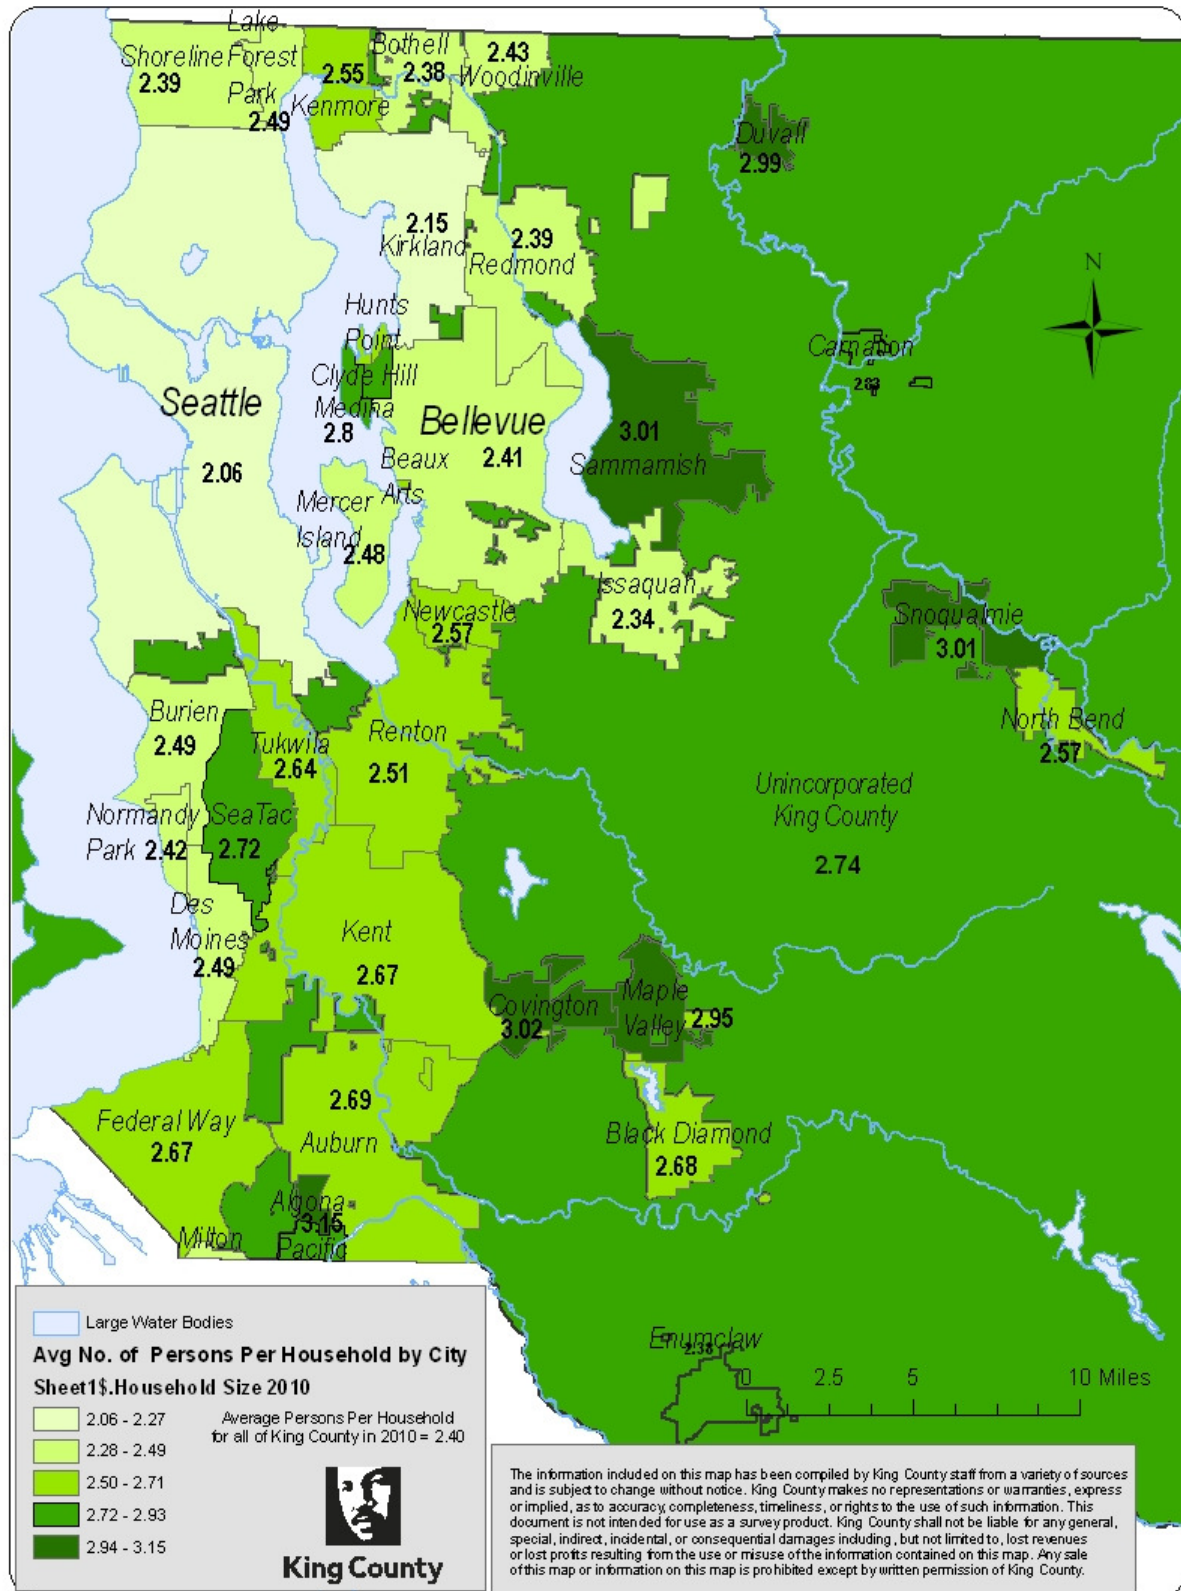 Lake
Shoreline Forest
2.39
Park
2.49
2.55
Kenmore
Bothell
2.38
2.43
Woodinville
Duvall
2.99
2.15
Kirkland
2.39
Redmond
N
Hunts
Point
Clyde Hill
Medina
2.8
Carnation
2.83
Seattle
2.06
Bellevue
2.41
3.01
Sammamish
Beaux
Arts
Mercer
Island
2.48
Newcastle
2.57
Issaquah
2.34
Snoqualmie
3.01
North Bend
2.57
Burien
2.49
Tukwila
2.64
Renton
2.51
Unincorporated
King County
2.74
Normandy
Park 2.42
SeaTac
2.72
Des
Moines
2.49
Kent
2.67
Covington
3.02
Maple
Valley 2.95
Federal Way
2.67
2.69
Auburn
Black Diamond
2.68
Algona
3.15
Pacific
Milton
Enumclaw
2.38
0 2.5 5 10 Miles
Large Water Bodies
Avg No. of Persons Per Household by City
Sheet1$.Household Size 2010
2.06 - 2.27
2.28 - 2.49
2.50 - 2.71
2.72 - 2.93
2.94 - 3.15
Average Persons Per Household
for all of King County in 2010 = 2.40
King County
The information included on this map has been compiled by King County staff from a variety of sources
and is subject to change without notice. King County makes no representations or warranties, express
or implied, as to accuracy, completeness, timeliness, or rights to the use of such information. This
document is not intended for use as a survey product. King County shall not be liable for any general,
special, indirect, incidental, or consequential damages including, but not limited to, lost revenues
or lost profits resulting from the use or misuse of the information contained on this map. Any sale
of this map or information on this map is prohibited except by written permission of King County.